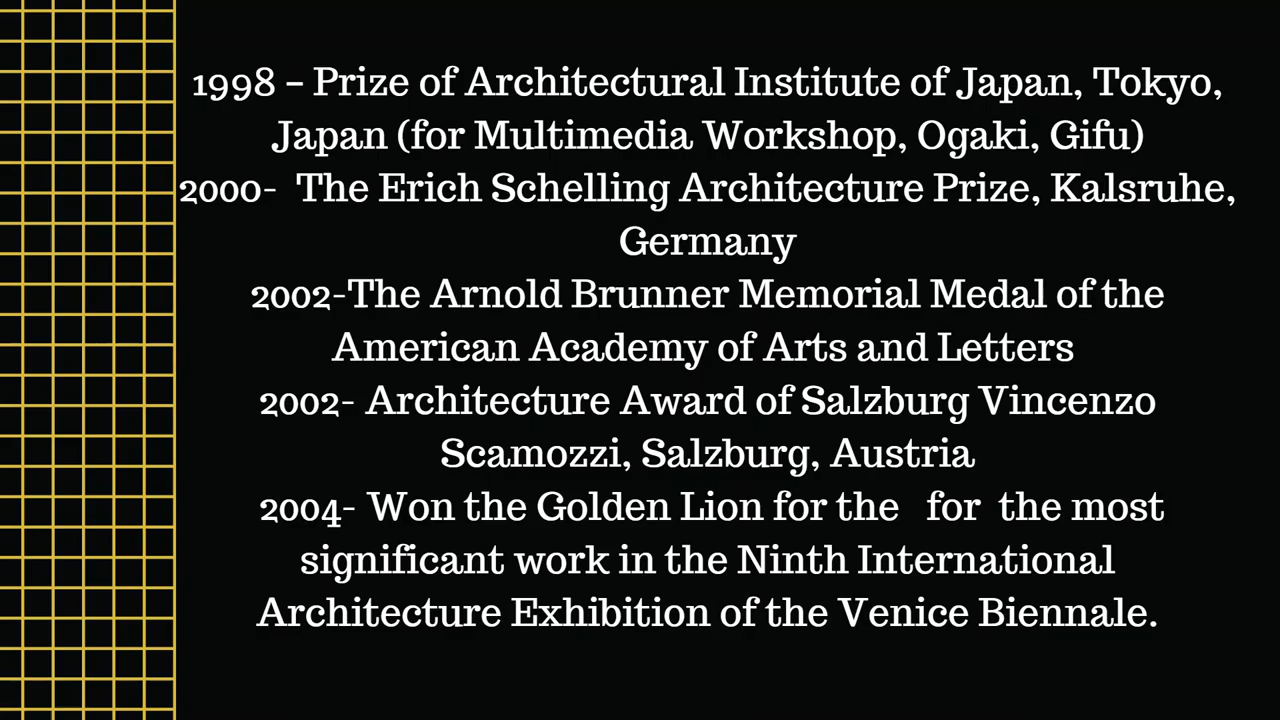 1998 – Prize of Architectural Institute of Japan, Tokyo,
Japan (for Multimedia Workshop, Ogaki, Gifu)
2000-  The Erich Schelling Architecture Prize, Kalsruhe,
Germany
2002-The Arnold Brunner Memorial Medal of the
American Academy of Arts and Letters
2002- Architecture Award of Salzburg Vincenzo
Scamozzi, Salzburg, Austria
2004- Won the Golden Lion for the   for  the most
significant work in the Ninth International
Architecture Exhibition of the Venice Biennale.